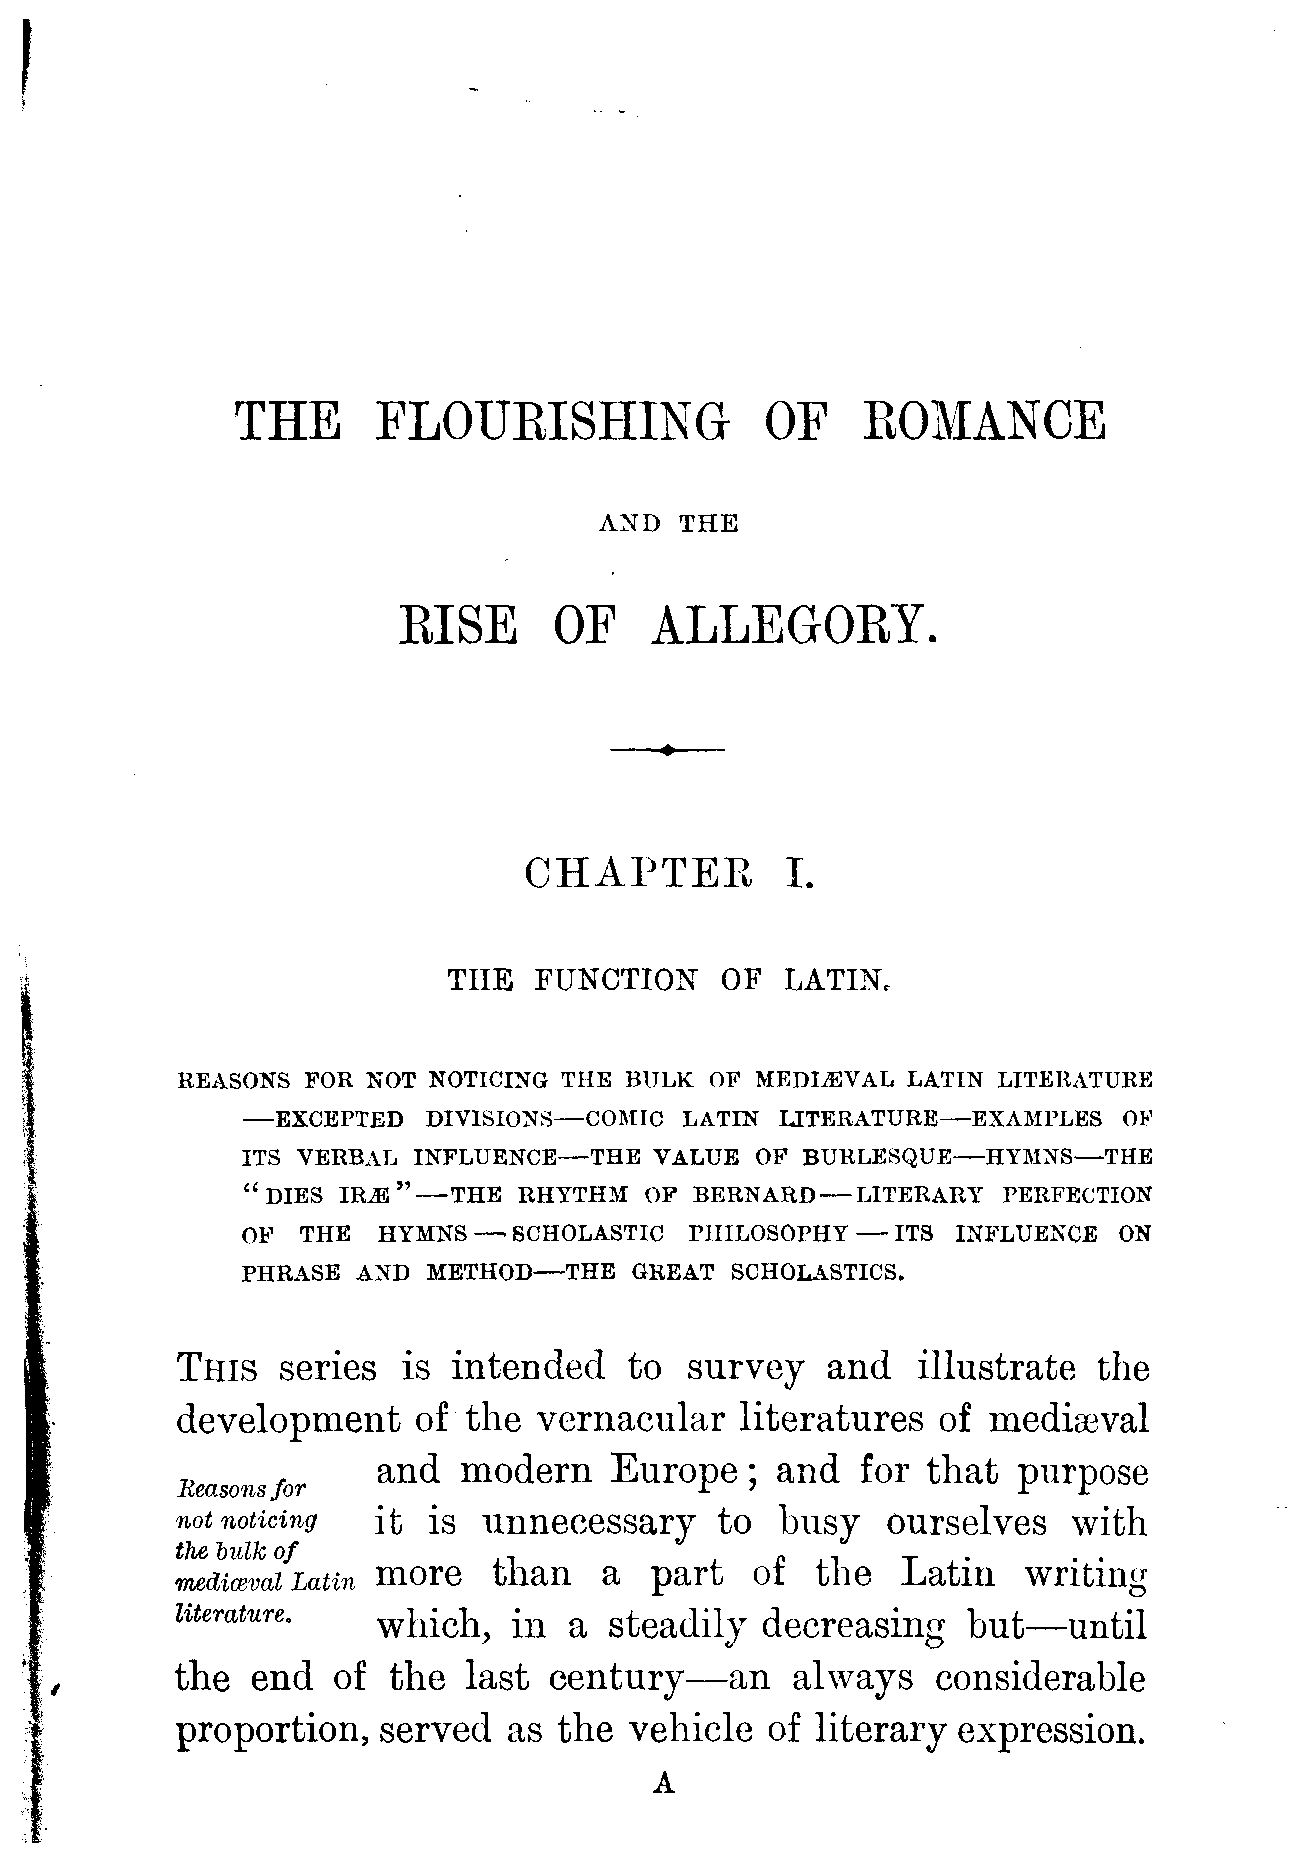 THE FLOURISHING OF ROMANCE
AND THE
RISE OF ALLEGORY.
CHAPTER I.
THE FUNCTION OF LATIN.
REASONS FOR NOT NOTICING THE BULK OF MEDIÆVAL LATIN LITERATURE
—EXCEPTED DIVISIONS—COMIC LATIN LITERATURE—EXAMPLES OF
ITS VERBAL INFLUENCE—THE VALUE OF BURLESQUE—HYMNS—THE
“DIES IRÆ”—THE RHYTHM OF BERNARD—LITERARY PERFECTION
OF THE HYMNS—SCHOLASTIC PHILOSOPHY—ITS INFLUENCE ON
PHRASE AND METHOD—THE GREAT SCHOLASTICS.
THIS series is intended to survey and illustrate the
development of the vernacular literatures of mediæval
Reasons for
not noticing
the bulk of
mediæval Latin
literature.
and modern Europe; and for that purpose
it is unnecessary to busy ourselves with
more than a part of the Latin writing
which, in a steadily decreasing but—until
the end of the last century—an always considerable
proportion, served as the vehicle of literary expression.
A